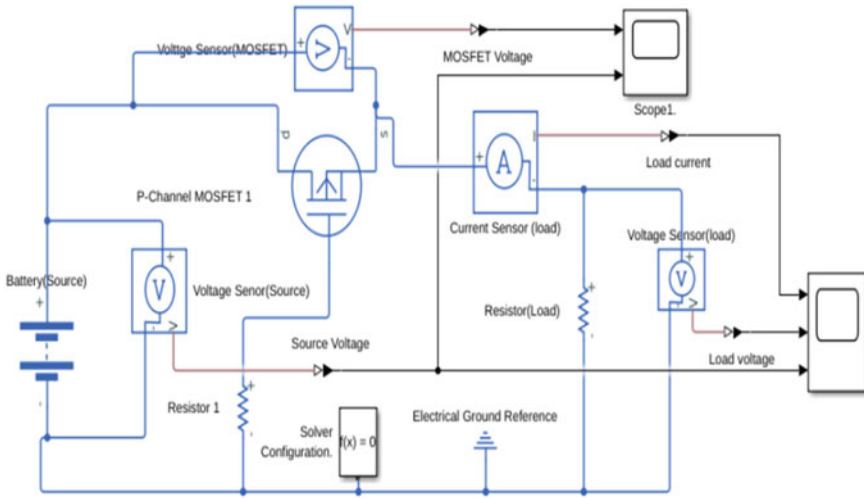 Volttge Sensor(MOSFET)
+
V
-
MOSFET Voltage
Scope1.
d
s
+
A
I
-
Load current
P-Channel MOSFET 1
Current Sensor (load)
Voltage Sensor(load)
Battery(Source)
+
-
+
V
-
V
Voltage Senor(Source)
+
V
-
V
Resistor(Load)
+
-
Source Voltage
Load voltage
Resistor 1
+
-
Solver
Configuration.
f(x) = 0
Electrical Ground Reference